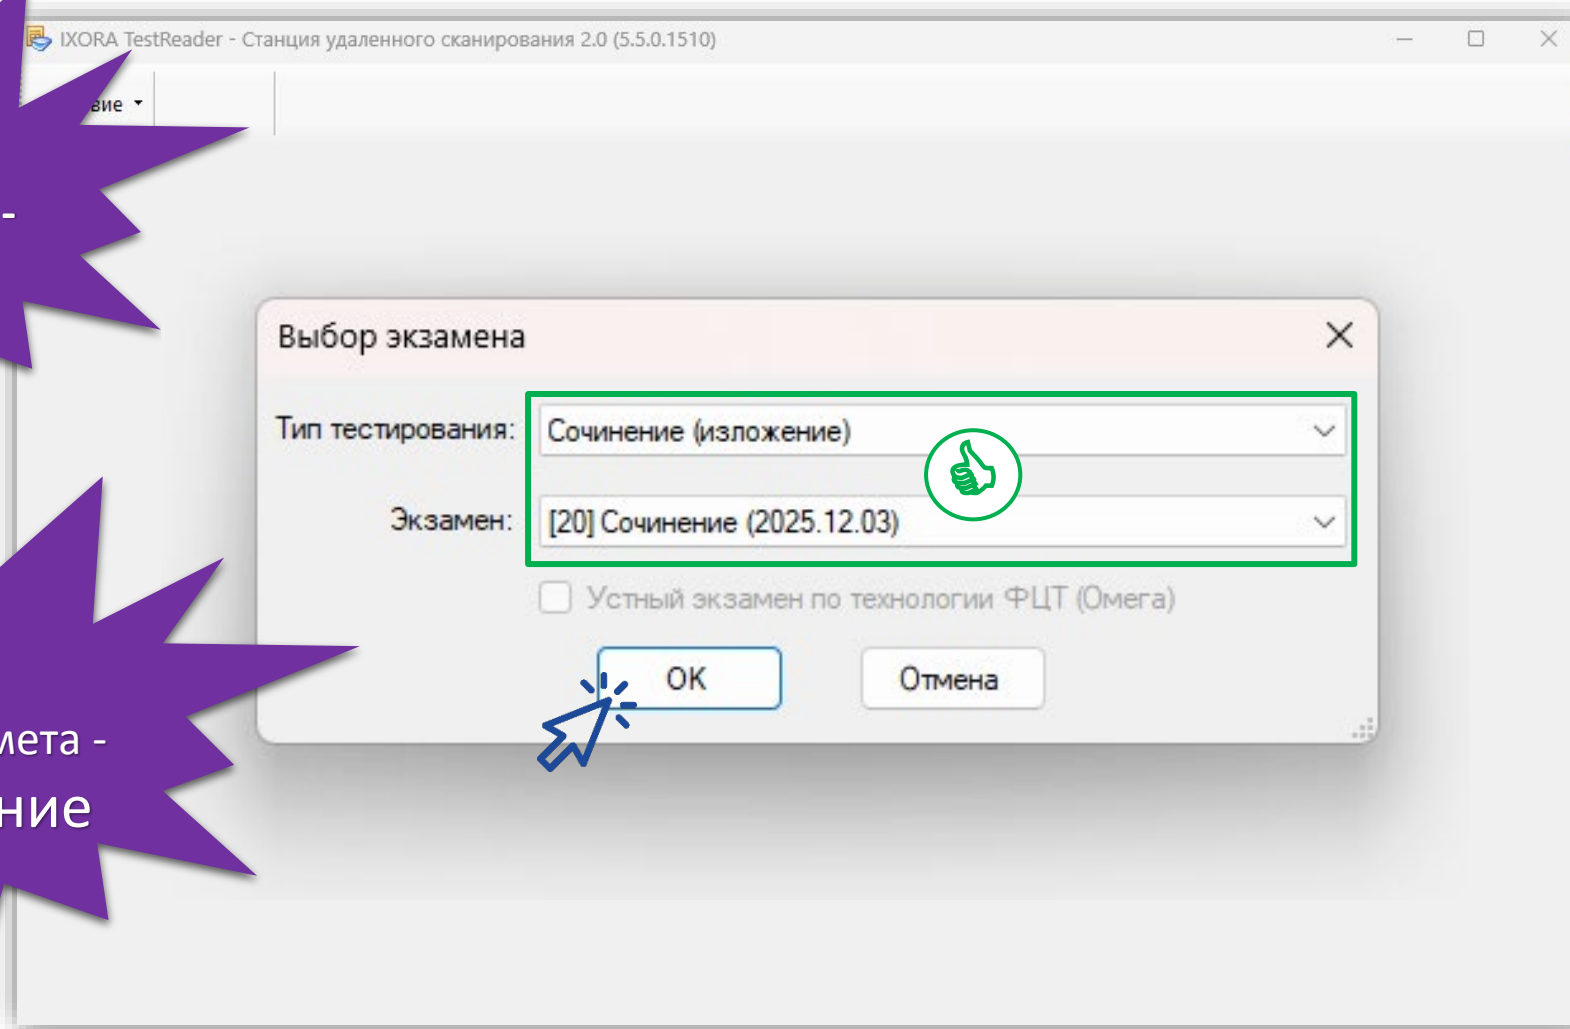 IXORA TestReader - Станция удаленного сканирования 2.0 (5.5.0.1510)
Выбор экзамена
Тип тестирования: Сочинение (изложение)
Экзамен: [20] Сочинение (2025.12.03)
Устный экзамен по технологии ФЦТ (Омега)
OK Отмена